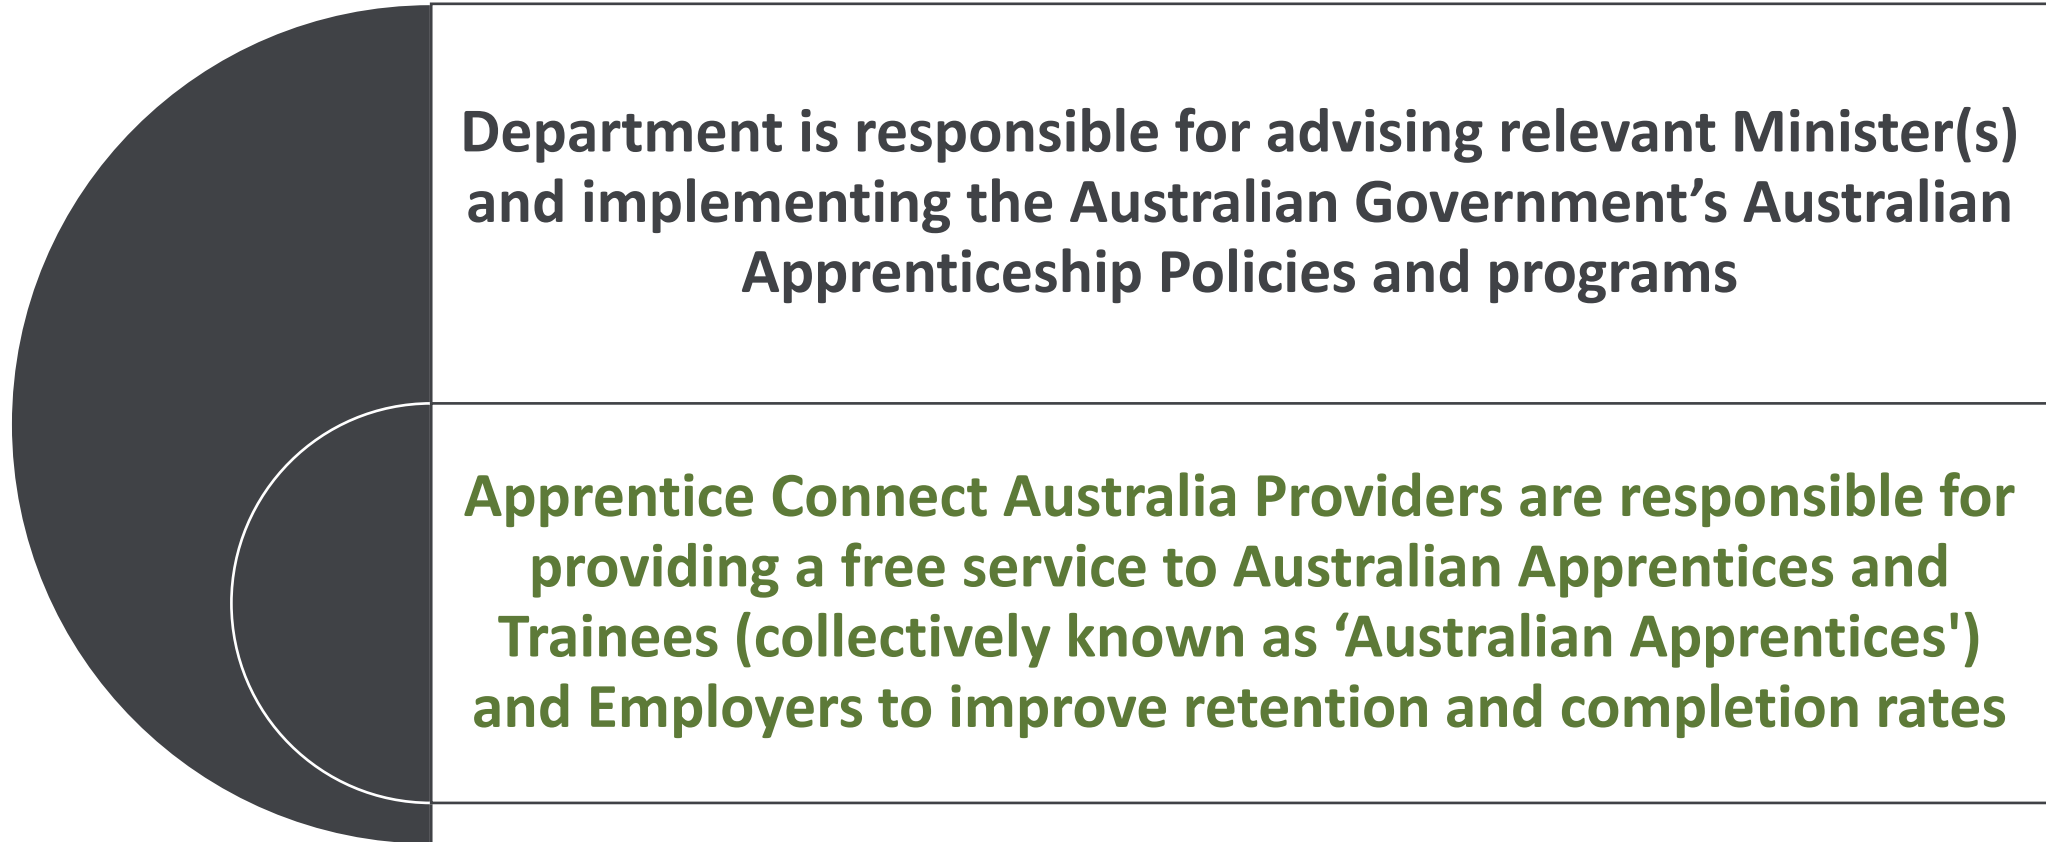 Department is responsible for advising relevant Minister(s)
and implementing the Australian Government’s Australian
Apprenticeship Policies and programs
Apprentice Connect Australia Providers are responsible for
providing a free service to Australian Apprentices and
Trainees (collectively known as ‘Australian Apprentices')
and Employers to improve retention and completion rates